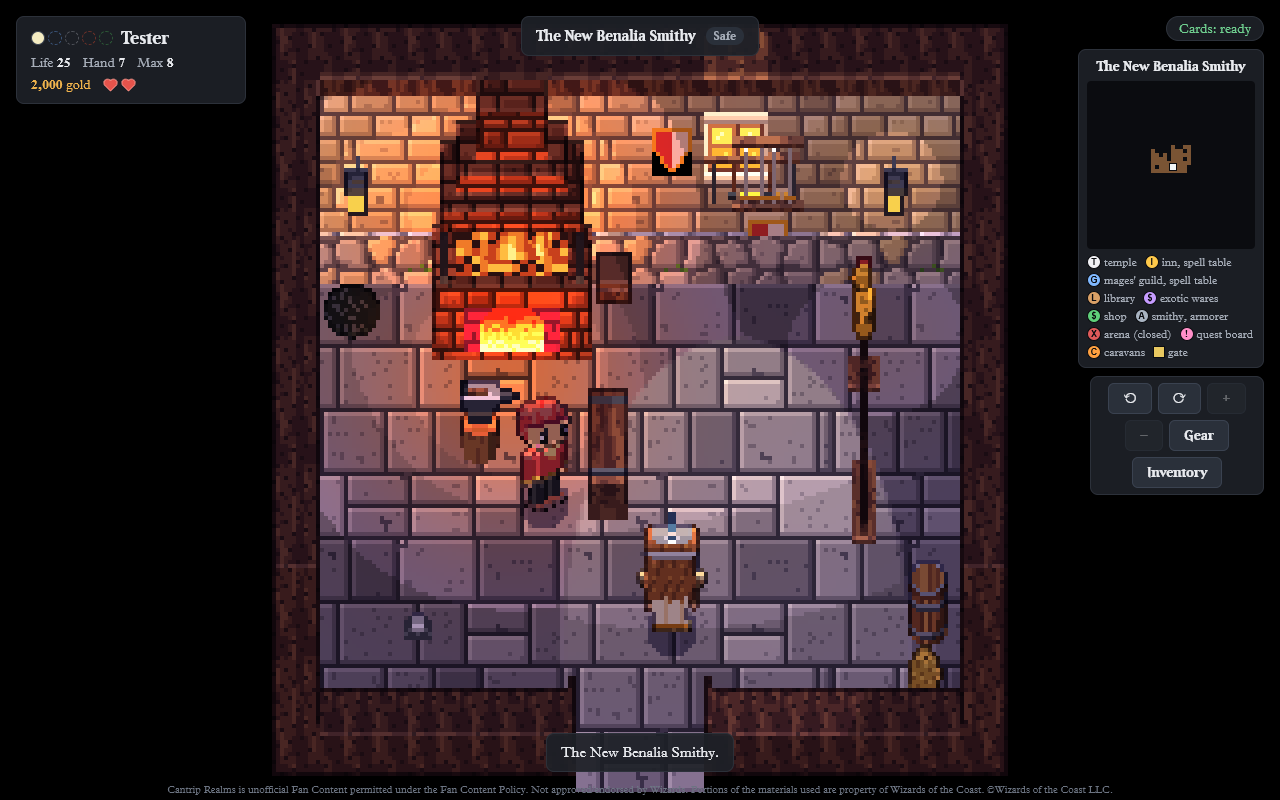 Tester
Life 25 Hand 7 Max 8
2,000 gold
The New Benalia Smithy Safe
Cards: ready
The New Benalia Smithy
T temple I inn, spell table
G mages' guild, spell table
L library $ exotic wares
$ shop A smithy, armorer
X arena (closed) ! quest board
C caravans gate
+
−
Gear
Inventory
The New Benalia Smithy.
Cantrip Realms is unofficial Fan Content permitted under the Fan Content Policy. Not endorsed by Wizards. Portions of the materials used are property of Wizards of the Coast. ©Wizards of the Coast LLC.